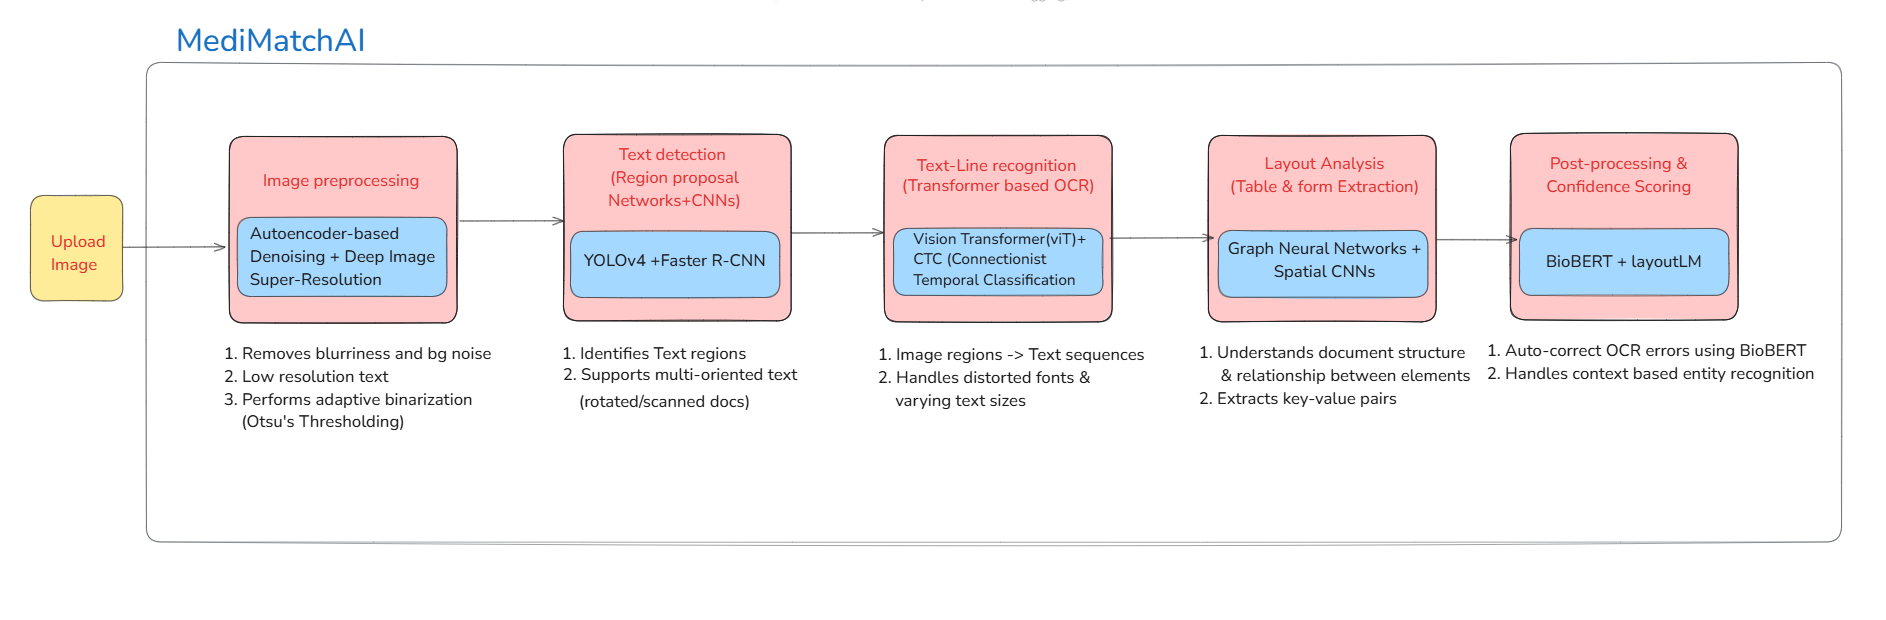 MediMatchAI
Upload
Image
Image preprocessing
Autoencoder-based
Denoising + Deep Image
Super-Resolution
1. Removes blurriness and bg noise
2. Low resolution text
3. Performs adaptive binarization
(Otsu's Thresholding)
Text detection
(Region proposal
Networks+CNNs)
YOLOv4 +Faster R-CNN
1. Identifies Text regions
2. Supports multi-oriented text
(rotated/scanned docs)
Text-Line recognition
(Transformer based OCR)
Vision Transformer(viT)+
CTC (Connectionist
Temporal Classification
1. Image regions -> Text sequences
2. Handles distorted fonts &
varying text sizes
Layout Analysis
(Table & form Extraction)
Graph Neural Networks +
Spatial CNNs
1. Understands document structure
& relationship between elements
2. Extracts key-value pairs
Post-processing &
Confidence Scoring
BioBERT + layoutLM
1. Auto-correct OCR errors using BioBERT
2. Handles context based entity recognition